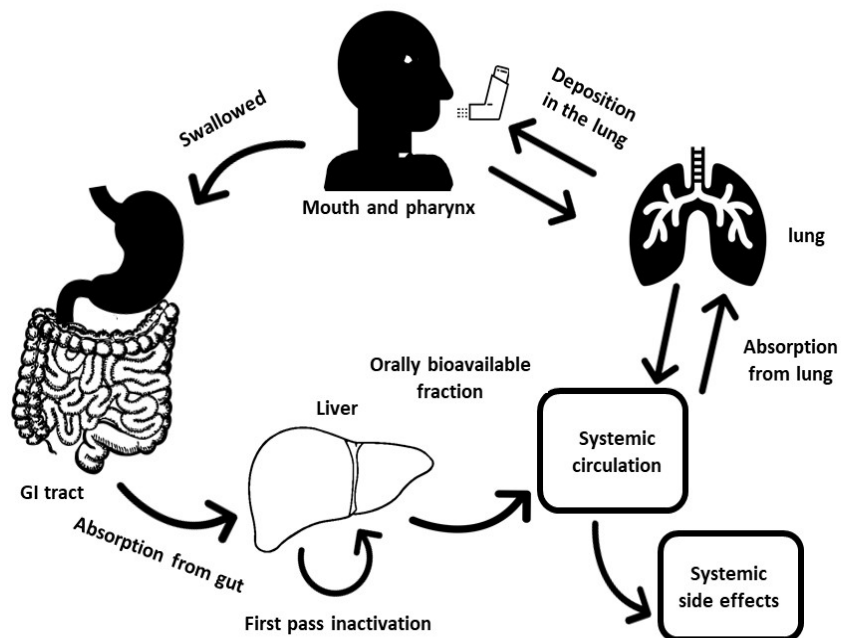 Swallowed
Deposition
in the lung
Mouth and pharynx
lung
Absorption
from lung
Orally bioavailable
fraction
Liver
Systemic
circulation
GI tract
Absorption from gut
First pass inactivation
Systemic
side effects